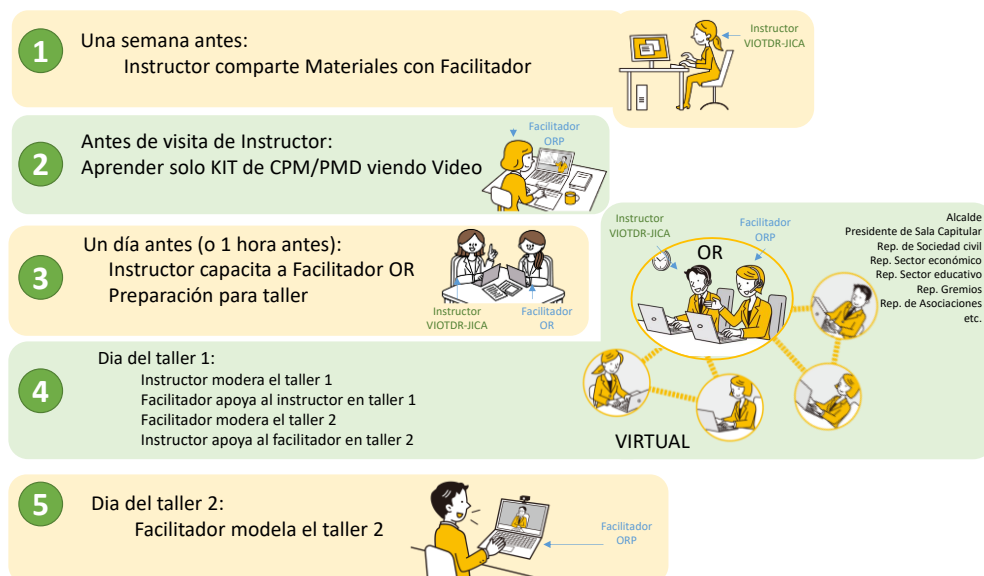 1
Una semana antes:
Instructor comparte Materiales con Facilitador
Instructor
VIOTDR-JICA
2
Antes de visita de Instructor:
Aprender solo KIT de CPM/PMD viendo Video
Facilitador
ORP
3
Un día antes (o 1 hora antes):
Instructor capacita a Facilitador OR
Preparación para taller
Instructor
VIOTDR-JICA
Facilitador
OR
Instructor
VIOTDR-JICA
Facilitador
ORP
OR
Alcalde
Presidente de Sala Capitular
Rep. de Sociedad civil
Rep. Sector económico
Rep. Sector educativo
Rep. Gremios
Rep. de Asociaciones
etc.
VIRTUAL
4
Dia del taller 1:
Instructor modera el taller 1
Facilitador apoya al instructor en taller 1
Facilitador modera el taller 2
Instructor apoya al facilitador en taller 2
5
Dia del taller 2:
Facilitador modela el taller 2
Facilitador
ORP